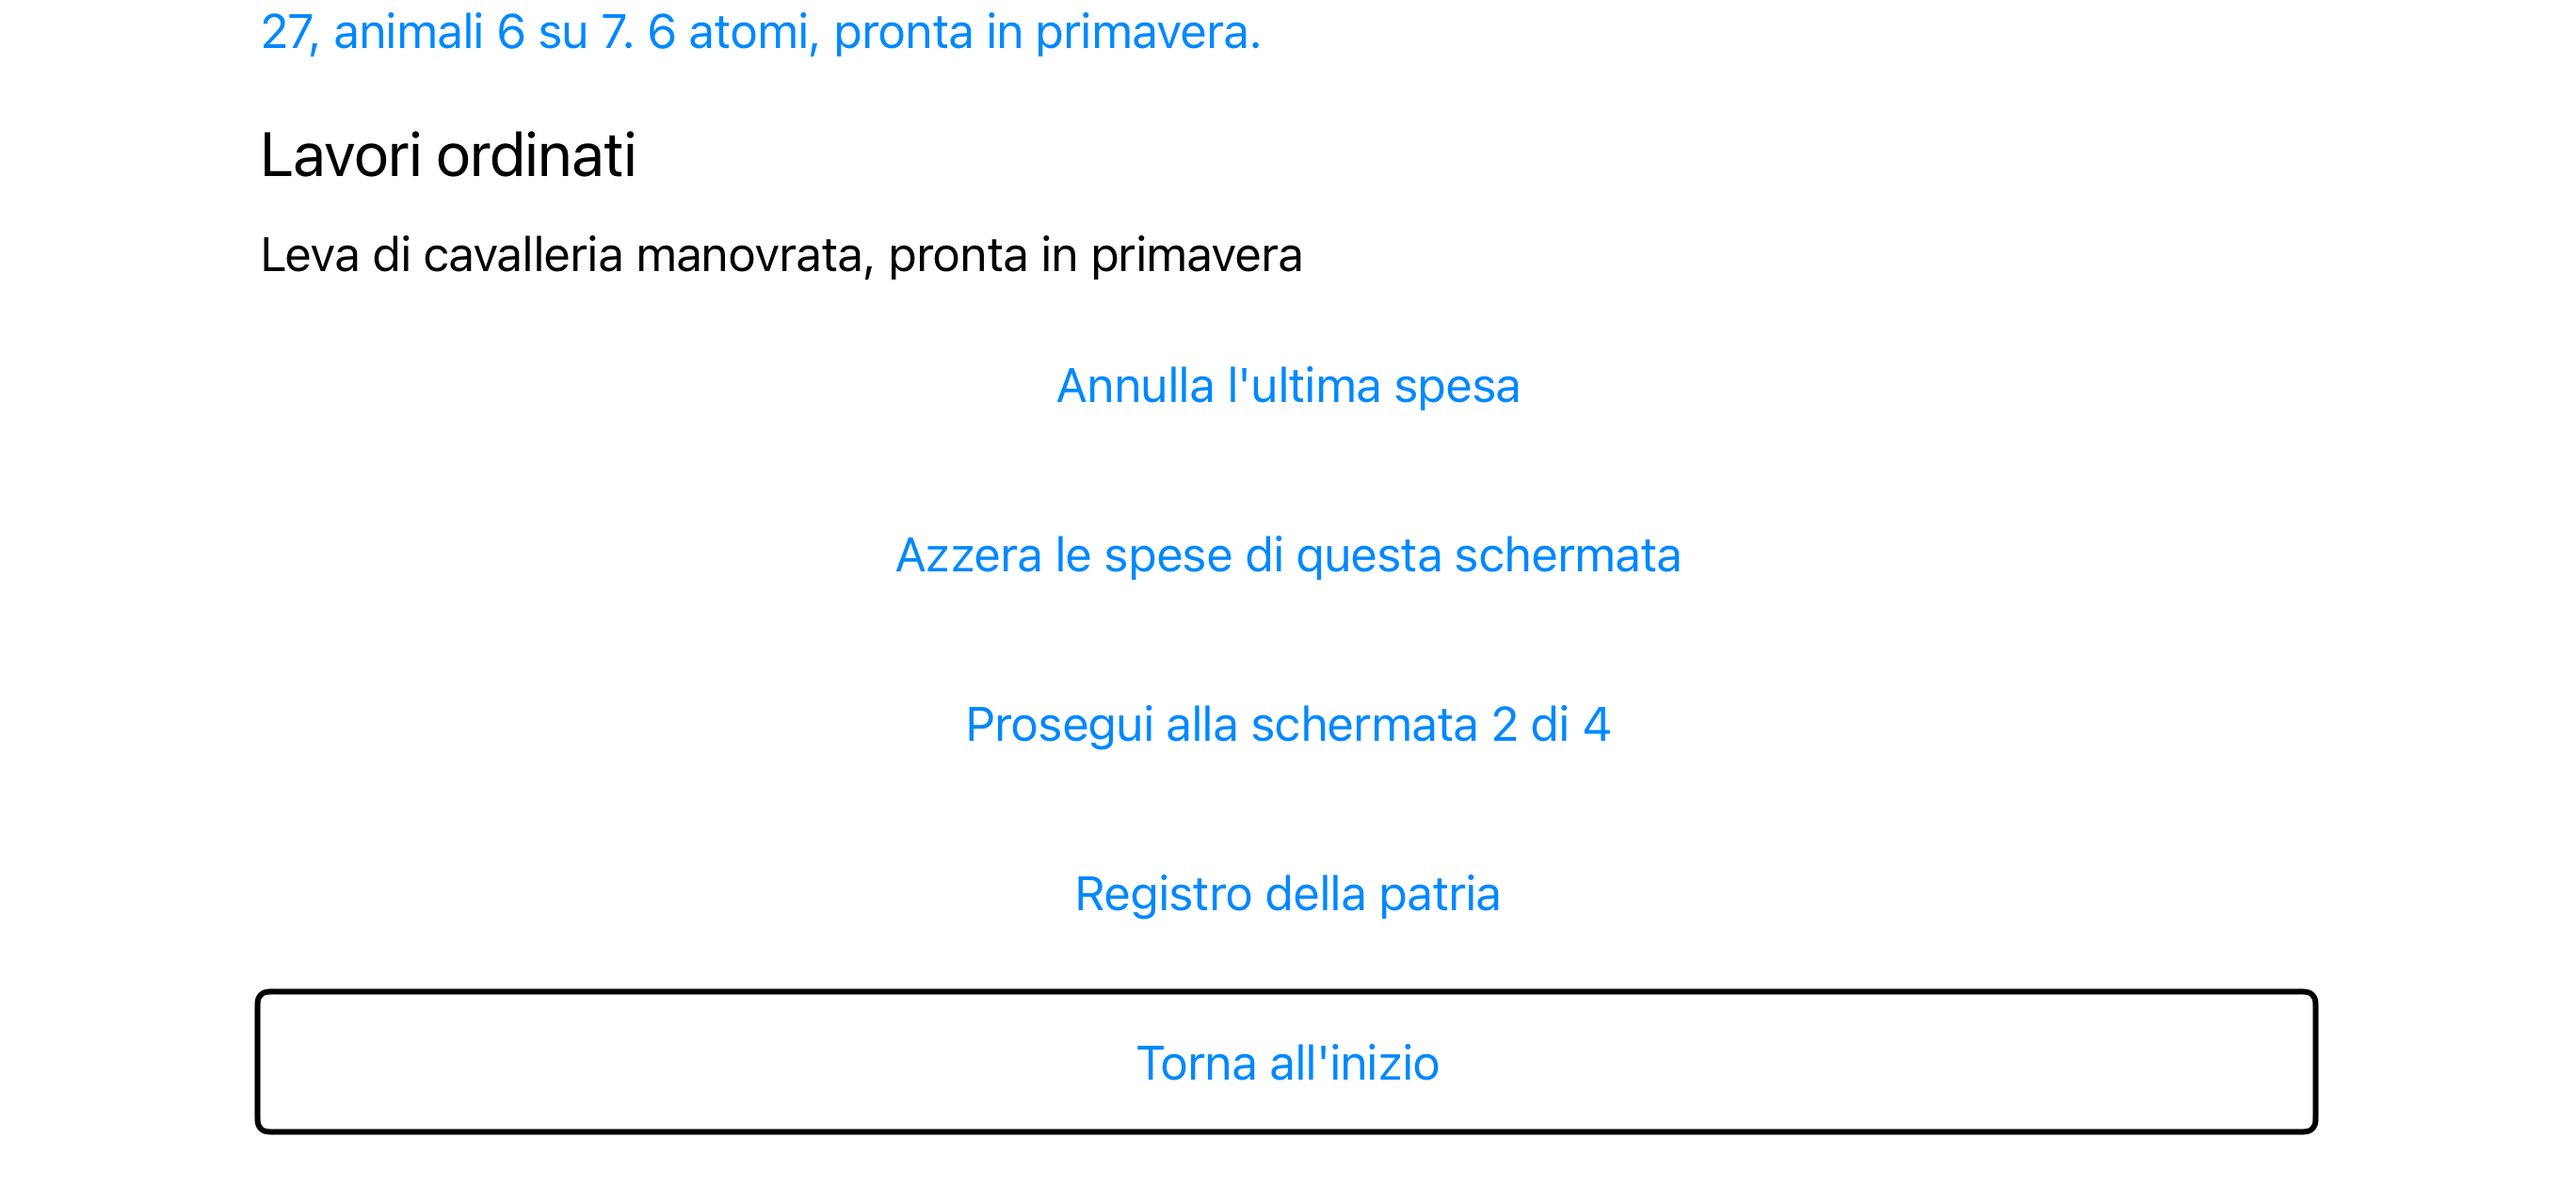 27, animali 6 su 7. 6 atomi, pronta in primavera.
Lavori ordinati
Leva di cavalleria manovrata, pronta in primavera
Annulla l'ultima spesa
Azzera le spese di questa schermata
Prosegui alla schermata 2 di 4
Registro della patria
Torna all'inizio